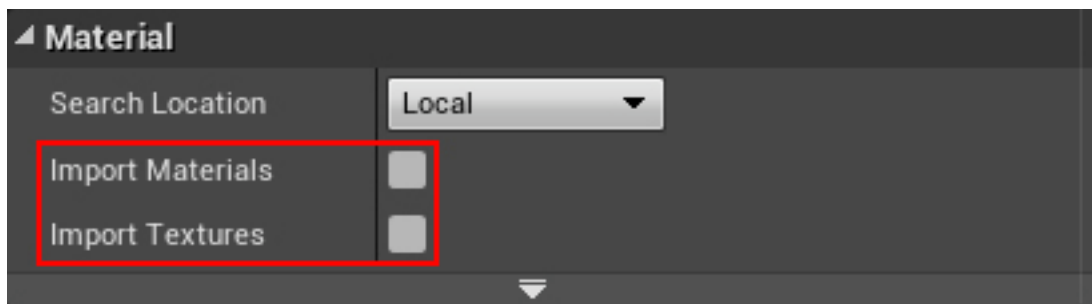 Material
Search Location Local
Import Materials
Import Textures